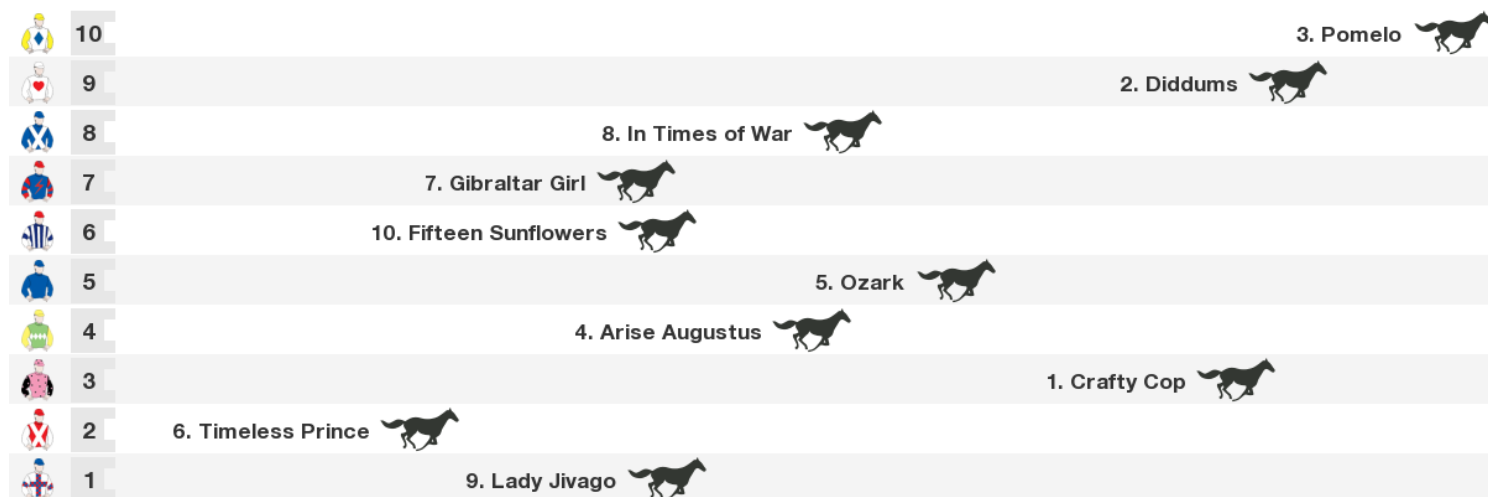 10 3. Pomelo
9 2. Diddums
8 8. In Times of War
7 7. Gibraltar Girl
6 10. Fifteen Sunflowers
5 5. Ozark
4 4. Arise Augustus
3 1. Crafty Cop
2 6. Timeless Prince
1 9. Lady Jivago